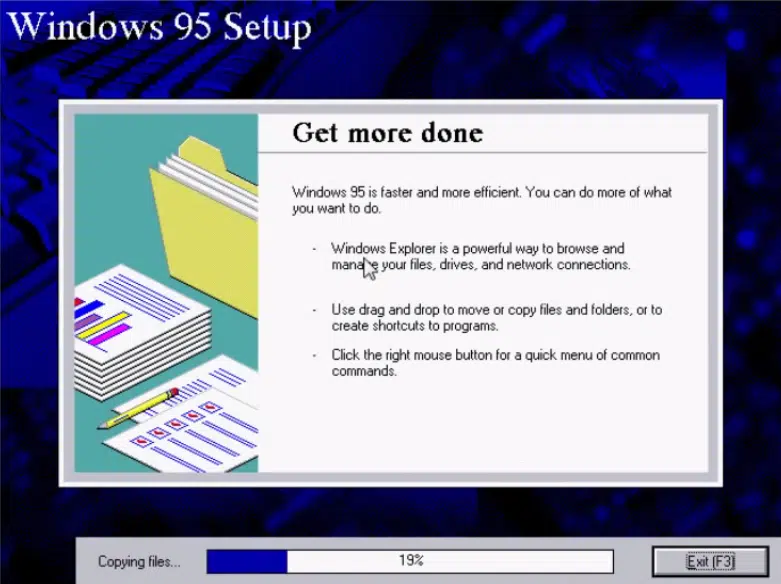 Windows 95 Setup
Get more done
Windows 95 is faster and more efficient. You can do more of what
you want to do.
- Windows Explorer is a powerful way to browse and
manage your files, drives, and network connections.
- Use drag and drop to move or copy files and folders, or to
create shortcuts to programs.
- Click the right mouse button for a quick menu of common
commands.
Copying files... 19% Exit (F3)